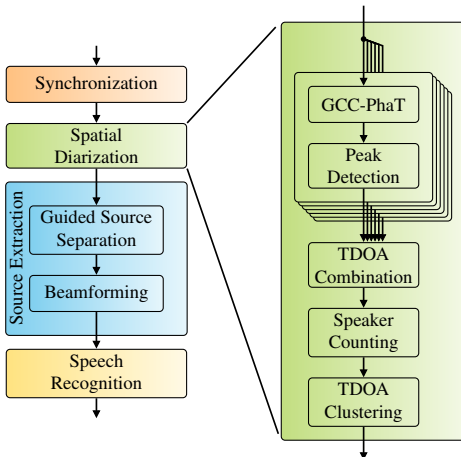 Synchronization
Spatial
Diarization
Source Extraction
Guided Source
Separation
Beamforming
Speech
Recognition
GCC-PhaT
Peak
Detection
TDOA
Combination
Speaker
Counting
TDOA
Clustering